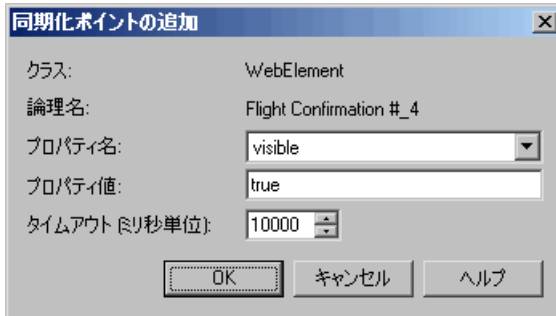 同期化ポイントの追加
クラス: WebElement
論理名: Flight Confirmation #_4
プロパティ名: visible
プロパティ値: true
タイムアウト (ミリ秒単位): 10000
OK キャンセル ヘルプ